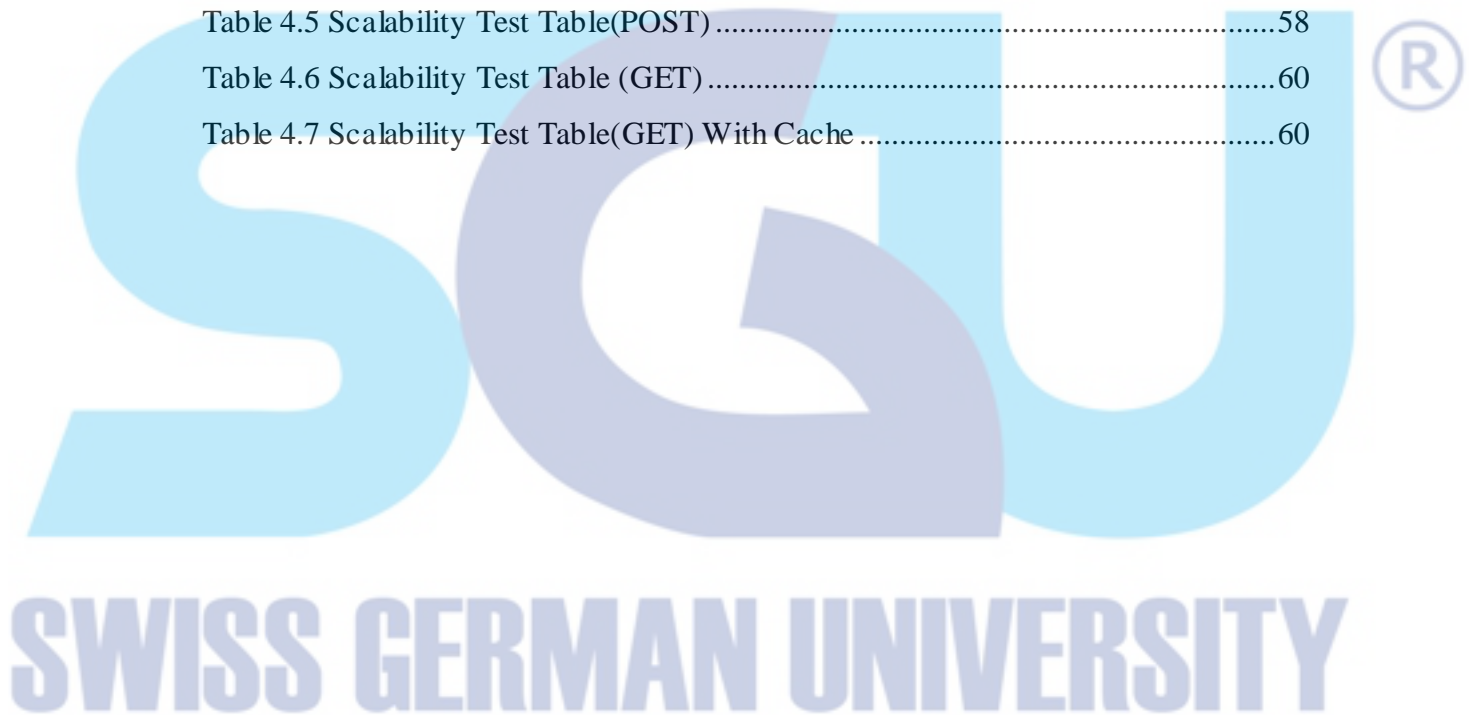 Table 4.5 Scalability Test Table(POST) ............................................................................58
Table 4.6 Scalability Test Table (GET) .............................................................................60
Table 4.7 Scalability Test Table(GET) With Cache ........................................................60
SGU ®
SWISS GERMAN UNIVERSITY